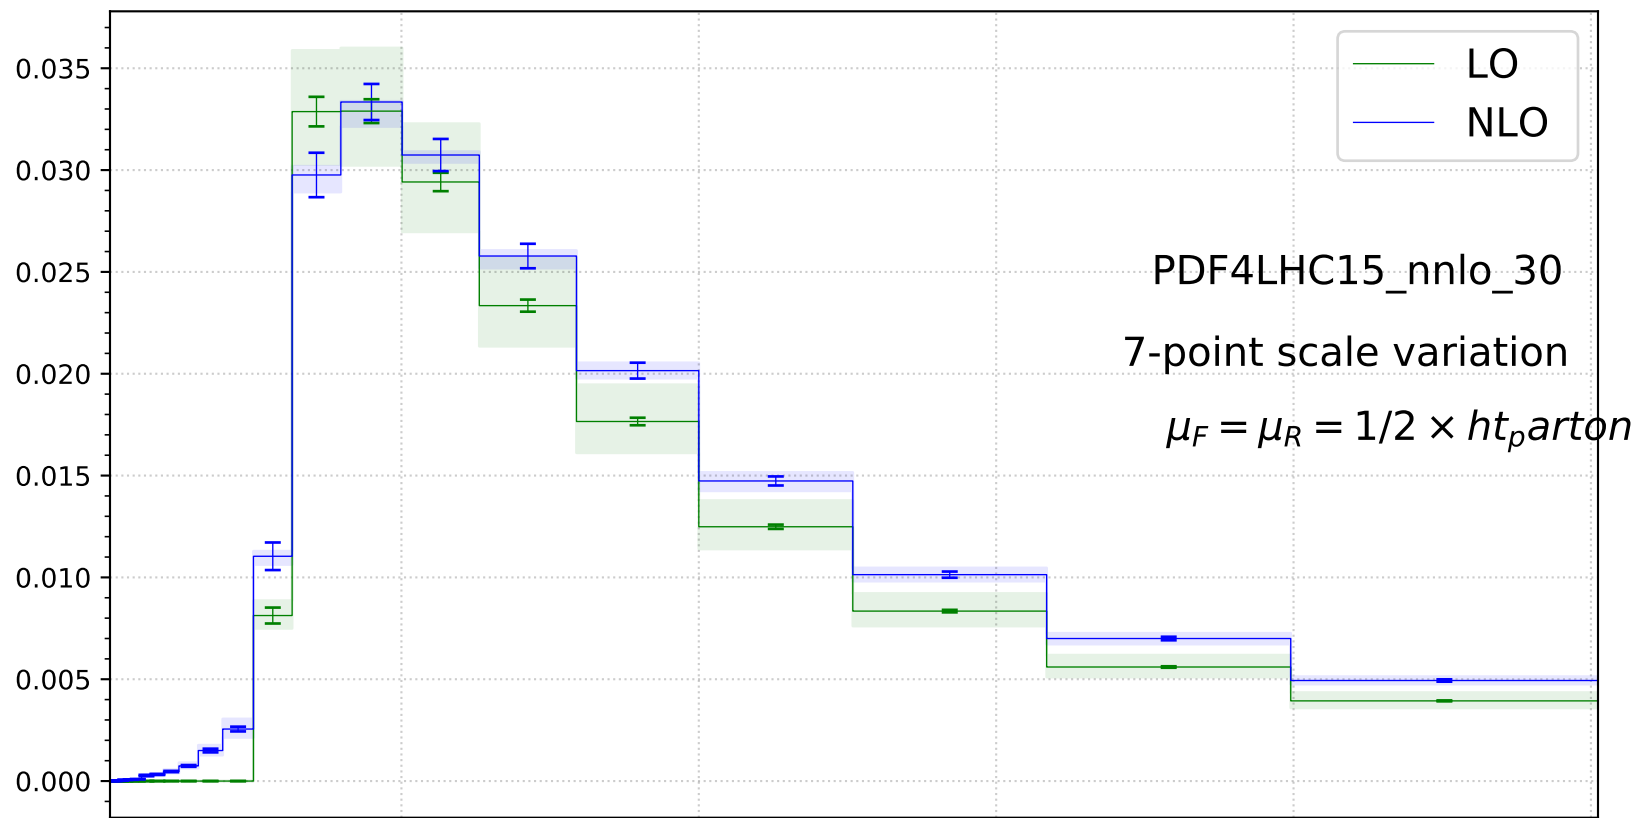 0.035
0.030
0.025
0.020
0.015
0.010
0.005
0.000
LO
NLO
PDF4LHC15_nnlo_30
7-point scale variation
μ_F = μ_R = 1/2 × ht_parton